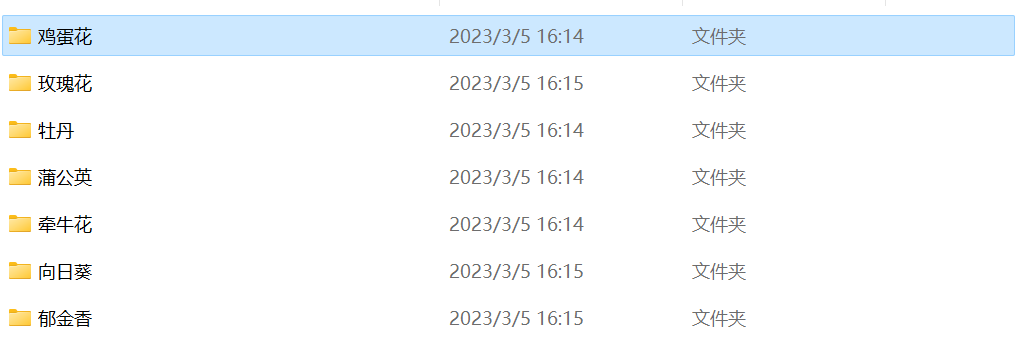 鸡蛋花 2023/3/5 16:14 文件夹
玫瑰花 2023/3/5 16:15 文件夹
牡丹 2023/3/5 16:14 文件夹
蒲公英 2023/3/5 16:14 文件夹
牵牛花 2023/3/5 16:14 文件夹
向日葵 2023/3/5 16:15 文件夹
郁金香 2023/3/5 16:15 文件夹